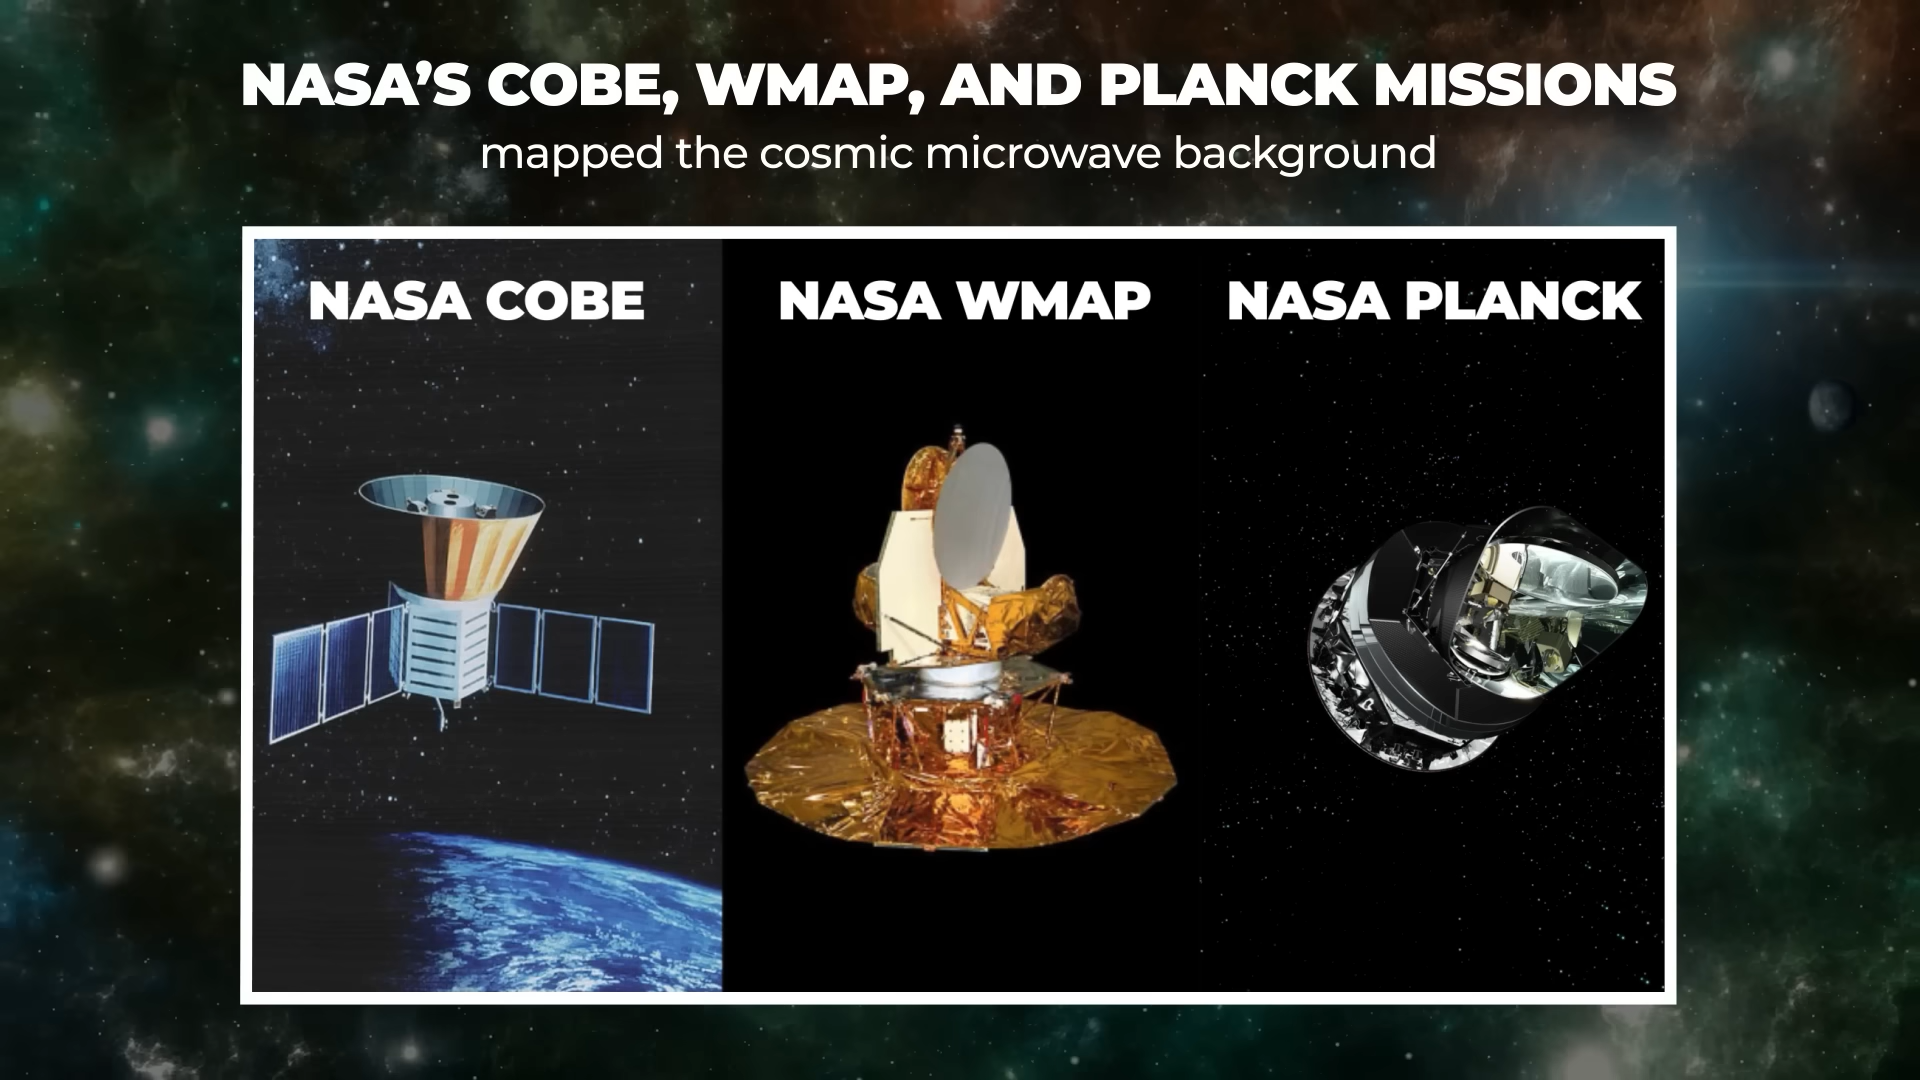 NASA’S COBE, WMAP, AND PLANCK MISSIONS
mapped the cosmic microwave background
NASA COBE
NASA WMAP
NASA PLANCK